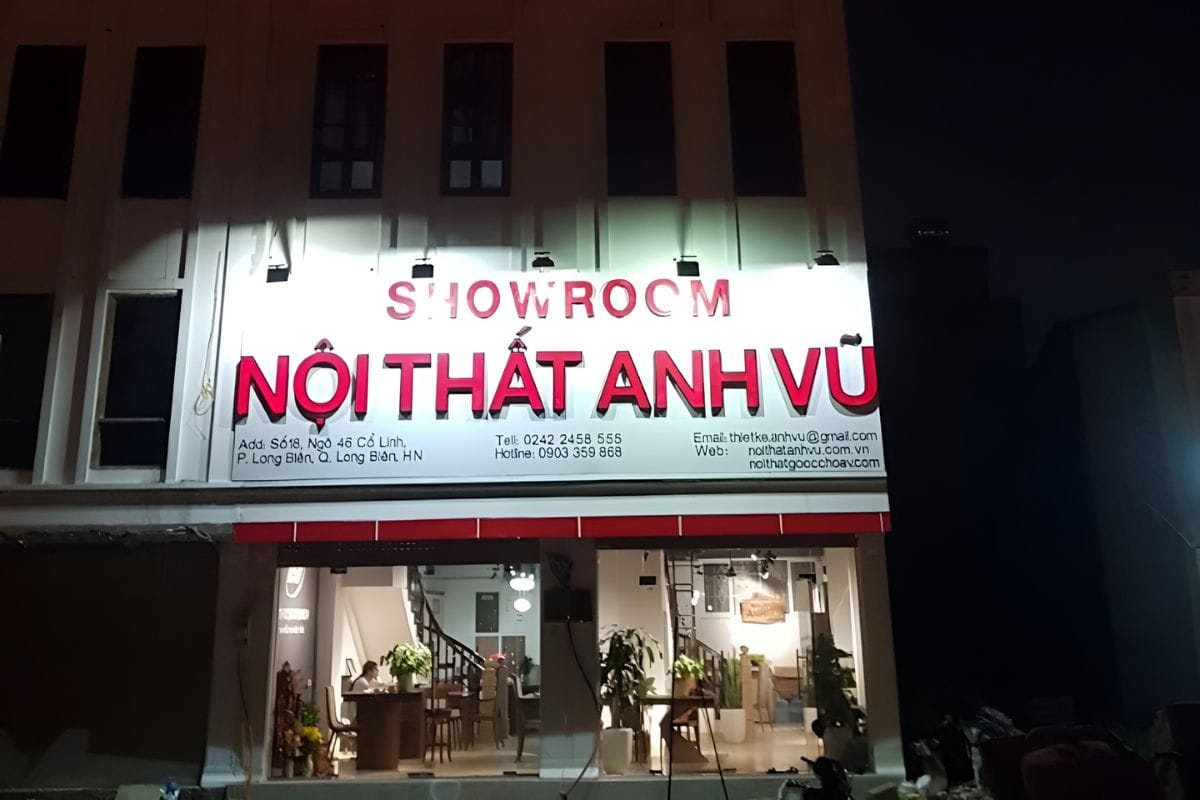 SHOWROOM
NỘI THẤT ANH VŨ
Add: Số 18, Ngõ 46 Cổ Linh,
P. Long Biên, Q. Long Biên, HN
Tell: 0242 2458 555
Hotline: 0903 359 868
Email: thietke.anhvu@gmail.com
Web: noithatanhvu.com.vn
noithatgoocchoav.com